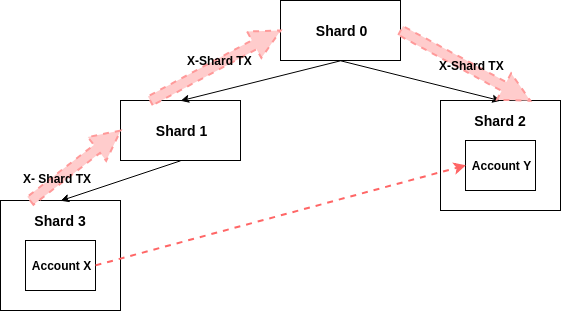 Shard 0
X-Shard TX
X-Shard TX
Shard 1
Shard 2
Account Y
X- Shard TX
Shard 3
Account X